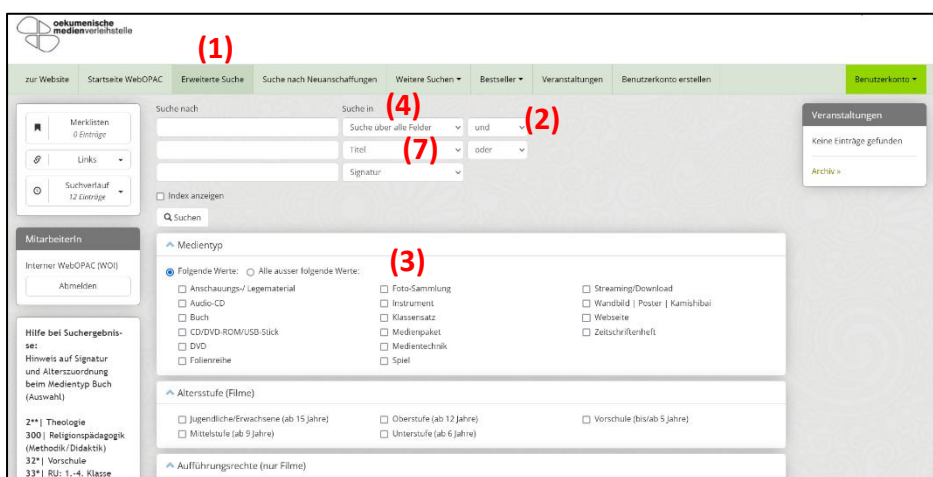 oekumenische
medienverleihstelle
(1)
zur Website Startseite WebOPAC Erweiterte Suche Suche nach Neuanschaffungen Weitere Suchen Bestseller Veranstaltungen Benutzerkonto erstellen Benutzerkonto
Merklisten
0 Einträge
Links
Suchverlauf
12 Einträge
MitarbeiterIn
Interner WebOPAC (WOI)
Abmelden
Hilfe bei Suchergebnis-
se:
Hinweis auf Signatur
und Alterszuordnung
beim Medientyp Buch
(Auswahl)
2**| Theologie
300| Religionspädagogik
(Methodik/Didaktik)
32*| Vorschule
33*| RU: 1.-4. Klasse
Suche nach Suche in (4)
Suche über alle Felder und (2)
Titel (7) oder
Signatur
Index anzeigen
Suchen
Medientyp
(3)
Folgende Werte: Alle ausser folgende Werte:
Anschauungs-/ Legematerial Foto-Sammlung Streaming/Download
Audio-CD Instrument Wandbild | Poster | Kamishibai
Buch Klassensatz Webseite
CD/DVD-ROM/USB-Stick Medienpaket Zeitschriftenheft
DVD Medientechnik
Folienreihe Spiel
Altersstufe (Filme)
Jugendliche/Erwachsene (ab 15 Jahre) Oberstufe (ab 12 Jahre) Vorschule (bis/ab 5 Jahre)
Mittelstufe (ab 9 Jahre) Unterstufe (ab 6 Jahre)
Aufführungsrechte (nur Filme)
Veranstaltungen
Keine Einträge gefunden
Archiv »